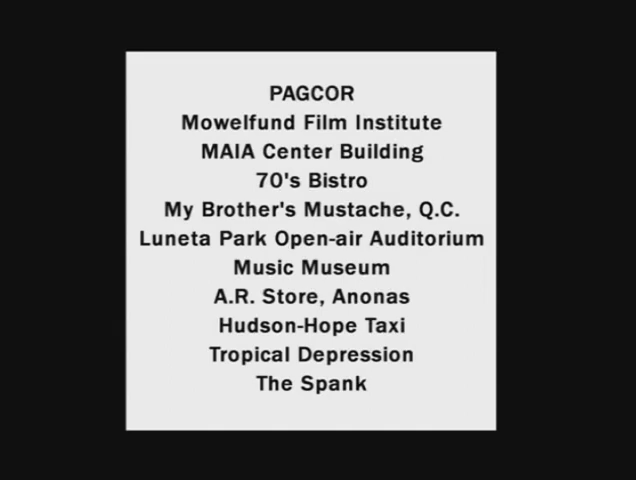 PAGCOR
Mowelfund Film Institute
MAIA Center Building
70's Bistro
My Brother's Mustache, Q.C.
Luneta Park Open-air Auditorium
Music Museum
A.R. Store, Anonas
Hudson-Hope Taxi
Tropical Depression
The Spank